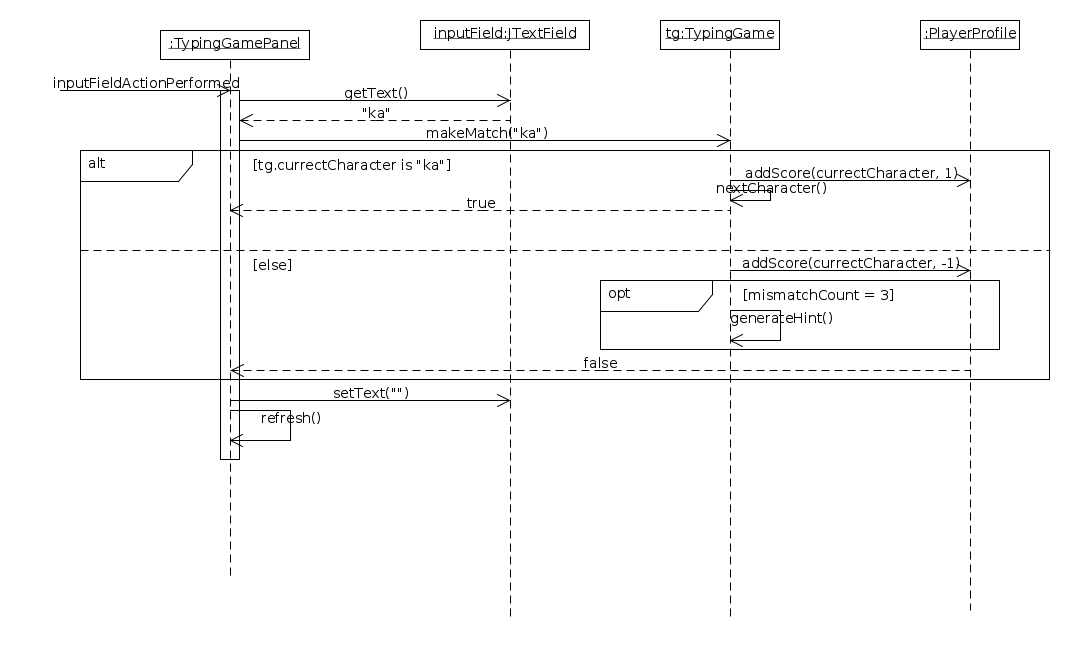 :TypingGamePanel
inputField:JTextField
tg:TypingGame
:PlayerProfile
inputFieldActionPerformed
getText()
"ka"
makeMatch("ka")
alt
[tg.currectCharacter is "ka"]
addScore(currectCharacter, 1)
nextCharacter()
true
[else]
addScore(currectCharacter, -1)
opt
[mismatchCount = 3]
generateHint()
false
setText("")
refresh()